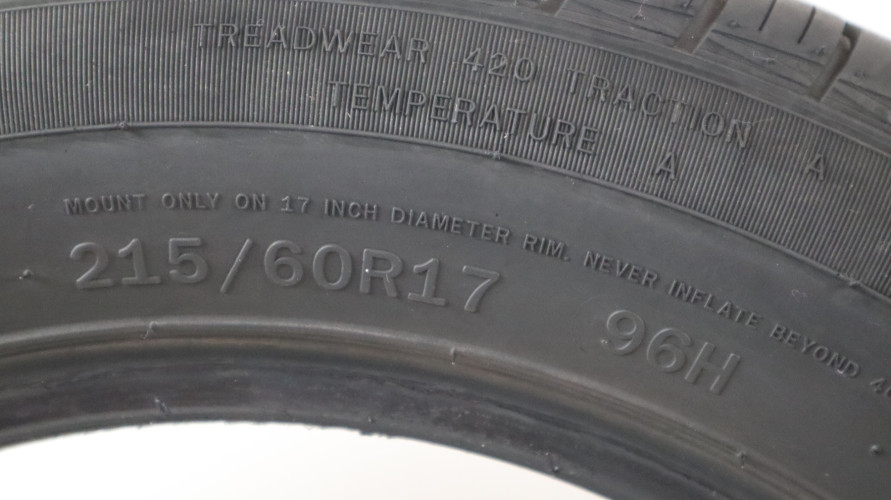 TREADWEAR 420 TRACTION A
TEMPERATURE A
MOUNT ONLY ON 17 INCH DIAMETER RIM. NEVER INFLATE BEYOND
215/60R17 96H